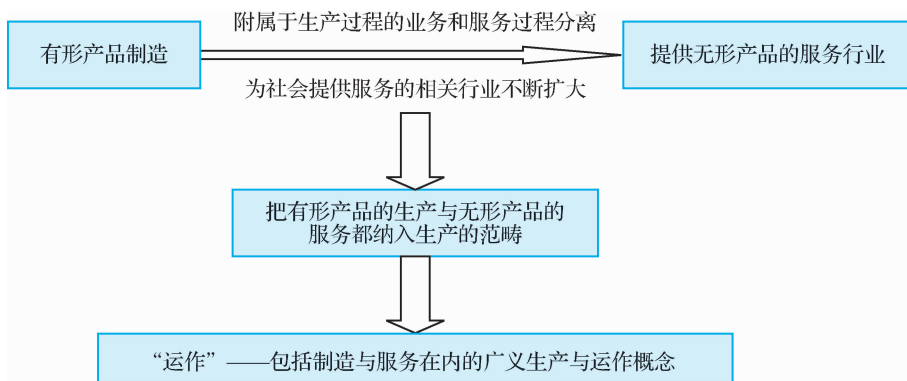 附属于生产过程的业务和服务过程分离
有形产品制造
提供无形产品的服务行业
为社会提供服务的相关行业不断扩大
把有形产品的生产与无形产品的
服务都纳入生产的范畴
“运作”——包括制造与服务在内的广义生产与运作概念